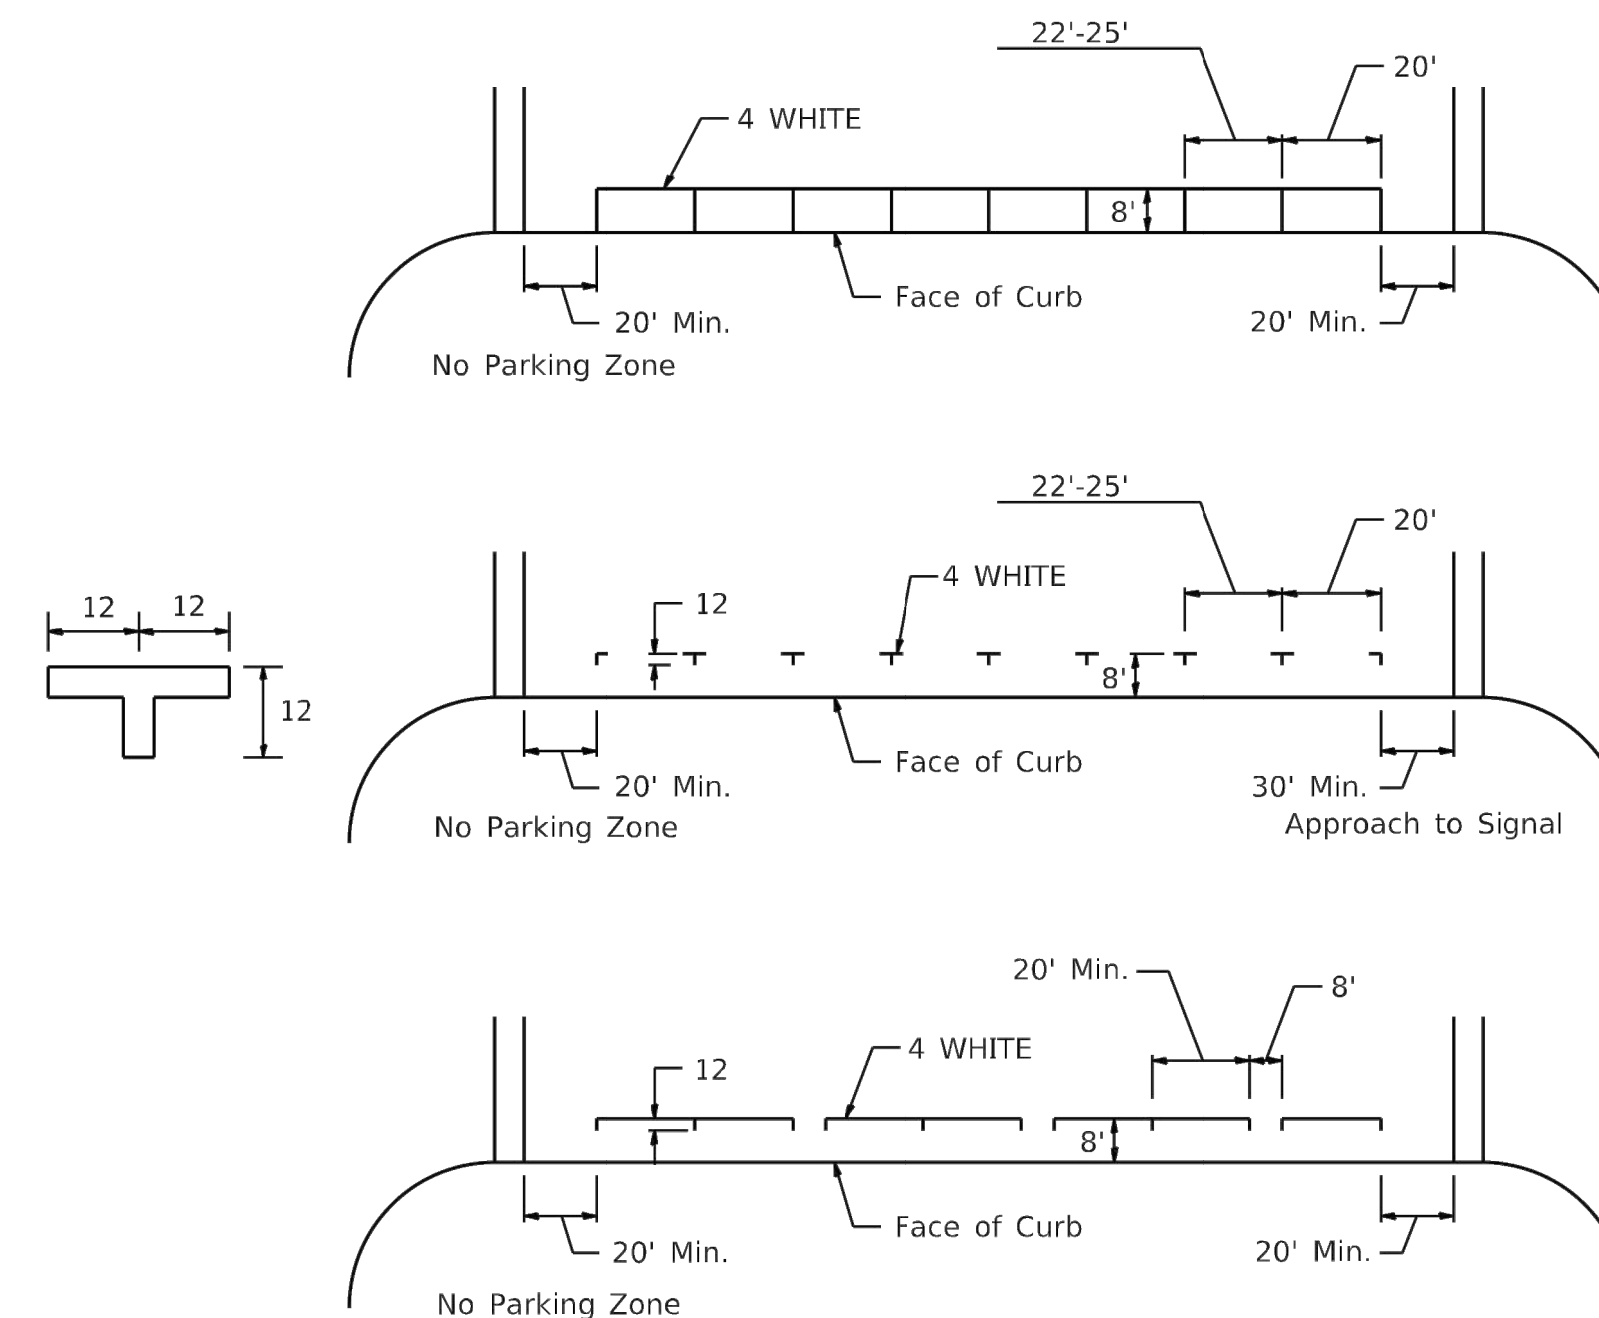 22'-25'
20'
4 WHITE
8'
Face of Curb
20' Min.
20' Min.
No Parking Zone
22'-25'
20'
4 WHITE
12
12
12
12
8'
Face of Curb
20' Min.
30' Min.
No Parking Zone
Approach to Signal
20' Min.
8'
4 WHITE
12
8'
Face of Curb
20' Min.
20' Min.
No Parking Zone